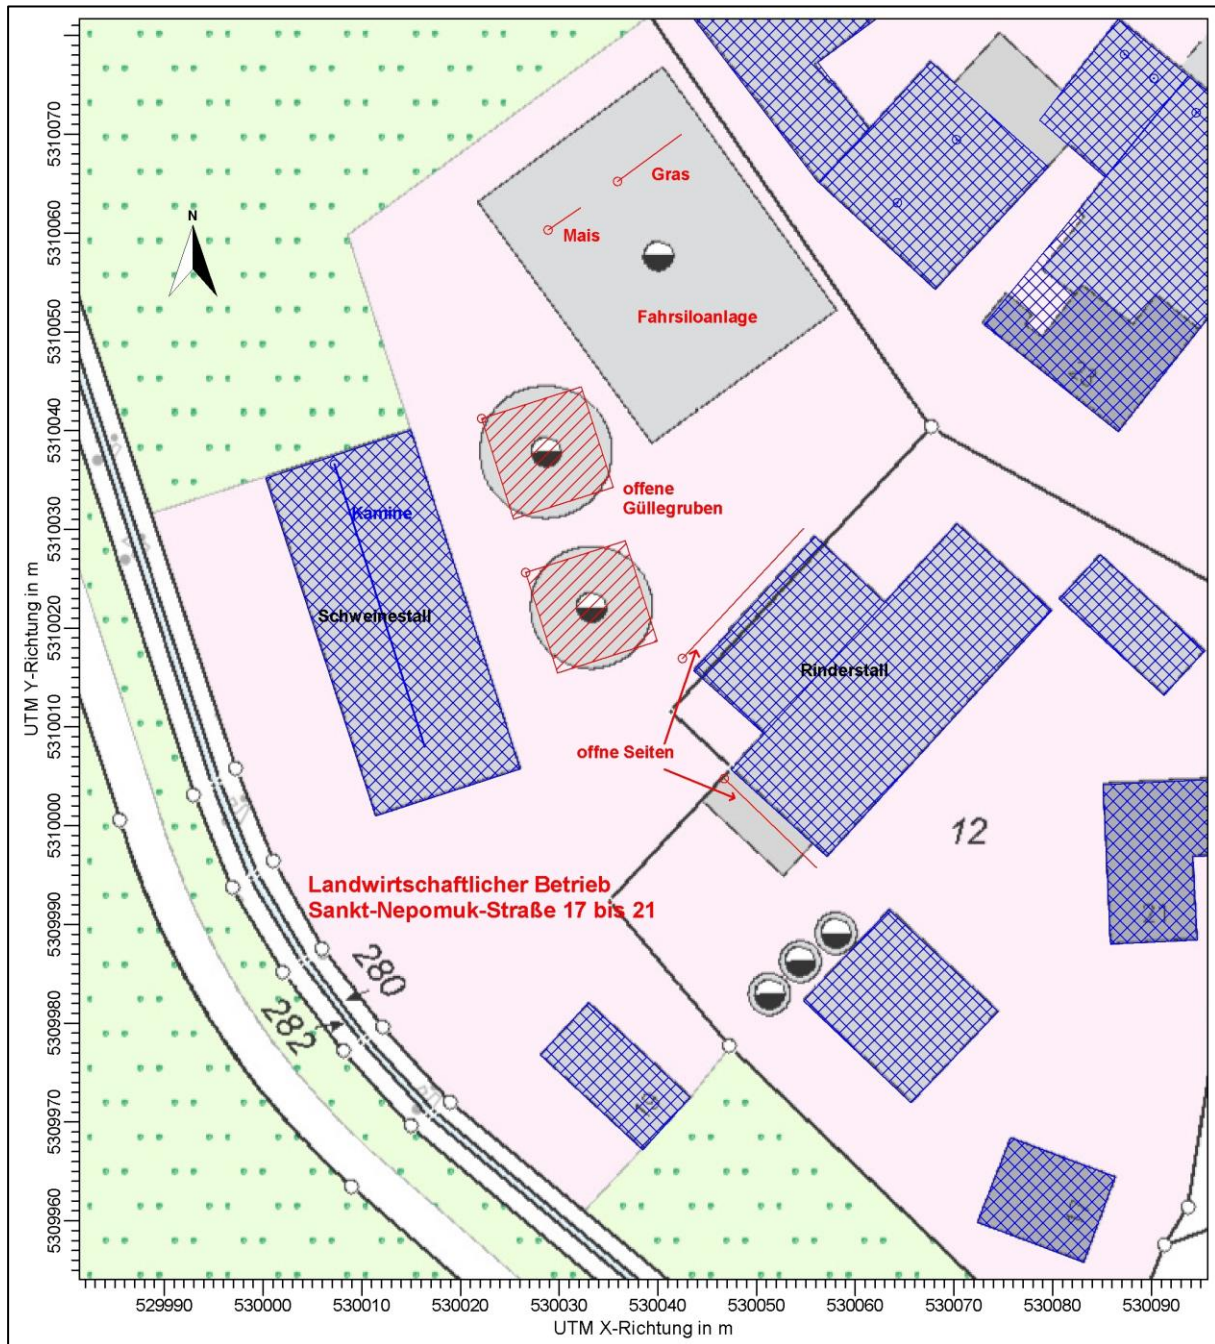 N
Gras
Mais
Fahrsiloanlage
23
offene
Güllegruben
Kamine
Schweinestall
Rinderstall
offne Seiten
12
Landwirtschaftlicher Betrieb
Sankt-Nepomuk-Straße 17 bis 21
21
280
282
19
17
UTM Y-Richtung in m
5310070
5310060
5310050
5310040
5310030
5310020
5310010
5310000
5309990
5309980
5309970
5309960
529990
530000
530010
530020
530030
530040
530050
530060
530070
530080
530090
UTM X-Richtung in m